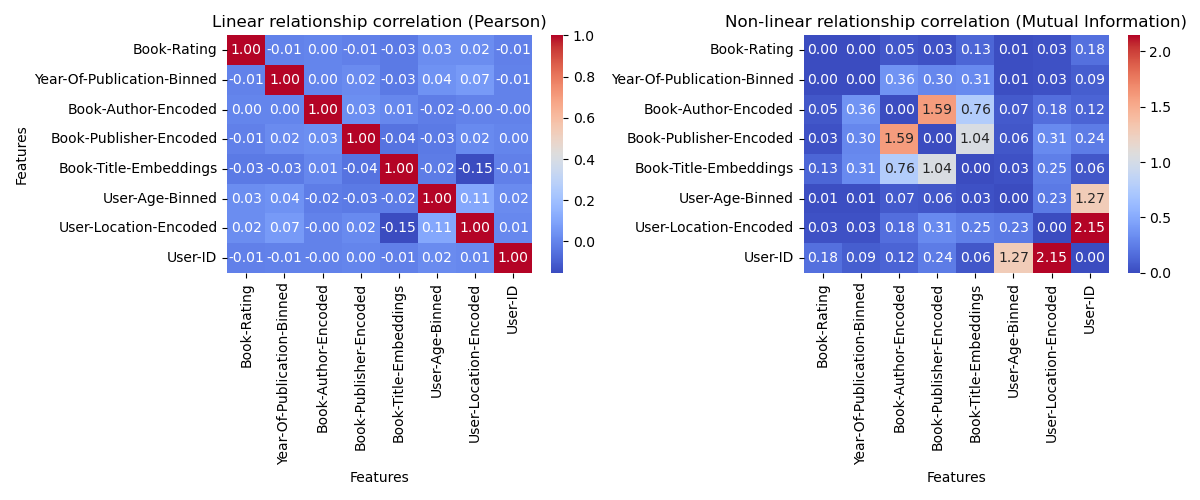 Linear relationship correlation (Pearson)
Features
Book-Rating 1.00 -0.01 0.00 -0.01 -0.03 0.03 0.02 -0.01
Year-Of-Publication-Binned -0.01 1.00 0.00 0.02 -0.03 0.04 0.07 -0.01
Book-Author-Encoded 0.00 0.00 1.00 0.03 0.01 -0.02 -0.00 -0.00
Book-Publisher-Encoded -0.01 0.02 0.03 1.00 -0.04 -0.03 0.02 0.00
Book-Title-Embeddings -0.03 -0.03 0.01 -0.04 1.00 -0.02 -0.15 -0.01
User-Age-Binned 0.03 0.04 -0.02 -0.03 -0.02 1.00 0.11 0.02
User-Location-Encoded 0.02 0.07 -0.00 0.02 -0.15 0.11 1.00 0.01
User-ID -0.01 -0.01 -0.00 0.00 -0.01 0.02 0.01 1.00
Book-Rating
Year-Of-Publication-Binned
Book-Author-Encoded
Book-Publisher-Encoded
Book-Title-Embeddings
User-Age-Binned
User-Location-Encoded
User-ID
Features
1.0
0.8
0.6
0.4
0.2
0.0
Non-linear relationship correlation (Mutual Information)
Book-Rating 0.00 0.00 0.05 0.03 0.13 0.01 0.03 0.18
Year-Of-Publication-Binned 0.00 0.00 0.36 0.30 0.31 0.01 0.03 0.09
Book-Author-Encoded 0.05 0.36 0.00 1.59 0.76 0.07 0.18 0.12
Book-Publisher-Encoded 0.03 0.30 1.59 0.00 1.04 0.06 0.31 0.24
Book-Title-Embeddings 0.13 0.31 0.76 1.04 0.00 0.03 0.25 0.06
User-Age-Binned 0.01 0.01 0.07 0.06 0.03 0.00 0.23 1.27
User-Location-Encoded 0.03 0.03 0.18 0.31 0.25 0.23 0.00 2.15
User-ID 0.18 0.09 0.12 0.24 0.06 1.27 2.15 0.00
Book-Rating
Year-Of-Publication-Binned
Book-Author-Encoded
Book-Publisher-Encoded
Book-Title-Embeddings
User-Age-Binned
User-Location-Encoded
User-ID
Features
2.0
1.5
1.0
0.5
0.0